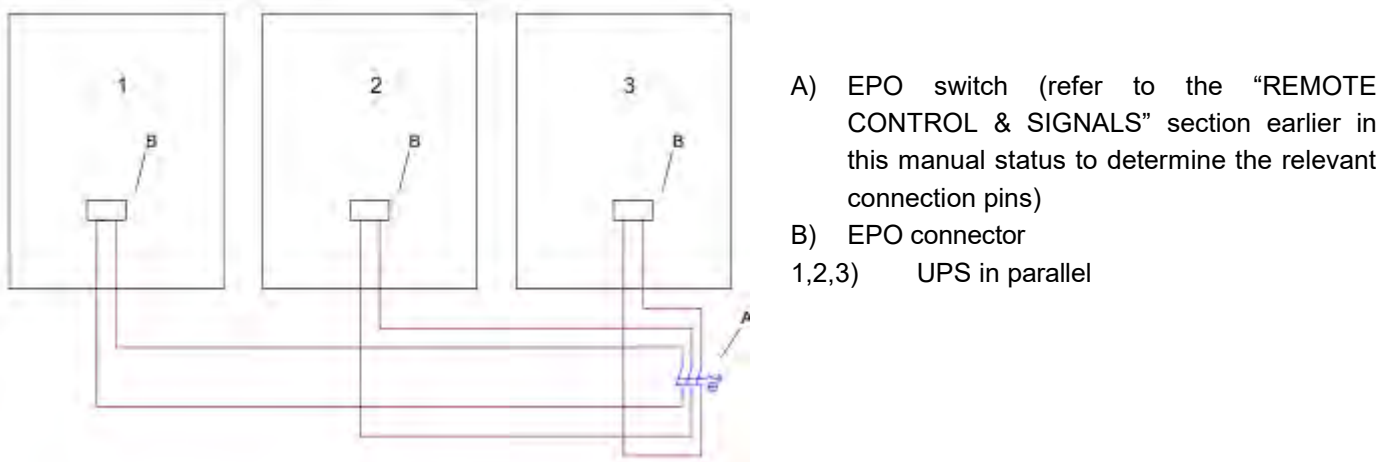 1
2
3
B
B
B
A
A) EPO switch (refer to the “REMOTE
CONTROL & SIGNALS” section earlier in
this manual status to determine the relevant
connection pins)
B) EPO connector
1,2,3) UPS in parallel